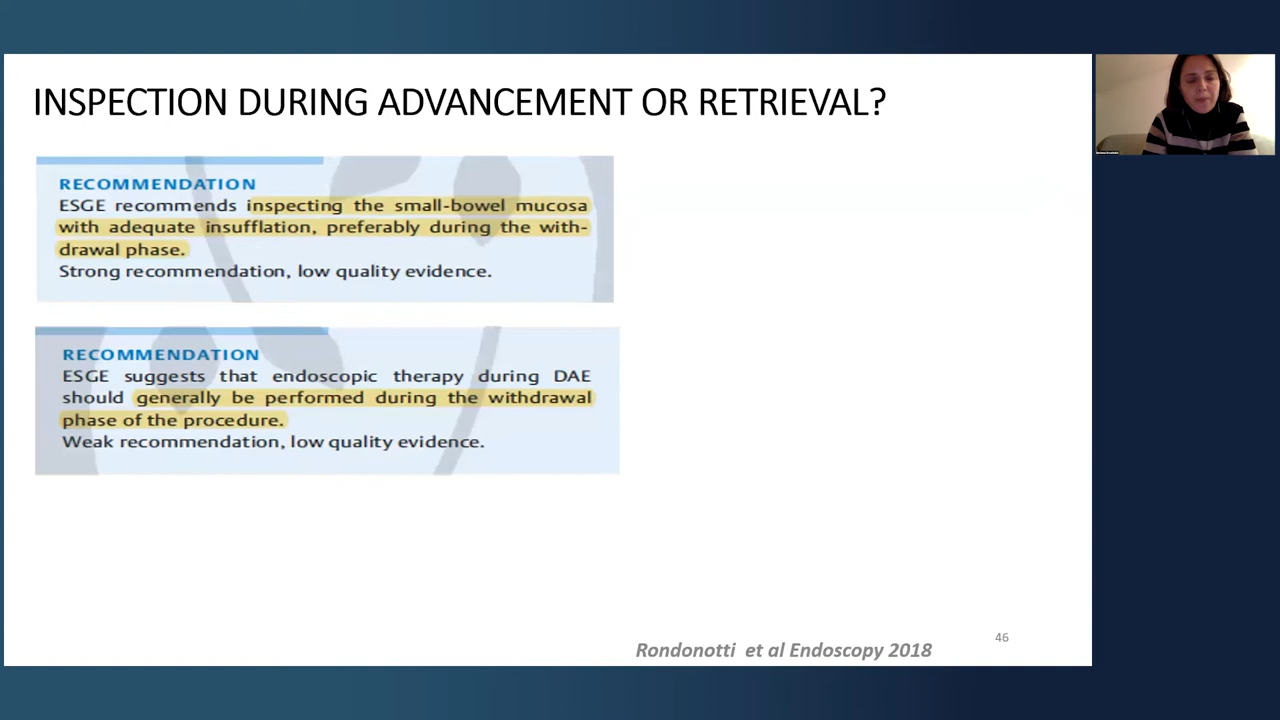 INSPECTION DURING ADVANCEMENT OR RETRIEVAL?
RECOMMENDATION
ESGE recommends inspecting the small-bowel mucosa
with adequate insufflation, preferably during the with-
drawal phase.
Strong recommendation, low quality evidence.
RECOMMENDATION
ESGE suggests that endoscopic therapy during DAE
should generally be performed during the withdrawal
phase of the procedure.
Weak recommendation, low quality evidence.
46
Rondonotti et al Endoscopy 2018